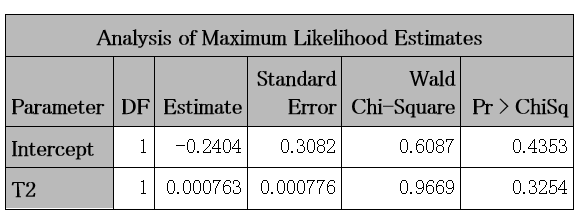 Analysis of Maximum Likelihood Estimates
Parameter DF Estimate Standard Error Wald Chi-Square Pr > ChiSq
Intercept 1 -0.2404 0.3082 0.6087 0.4353
T2 1 0.000763 0.000776 0.9669 0.3254